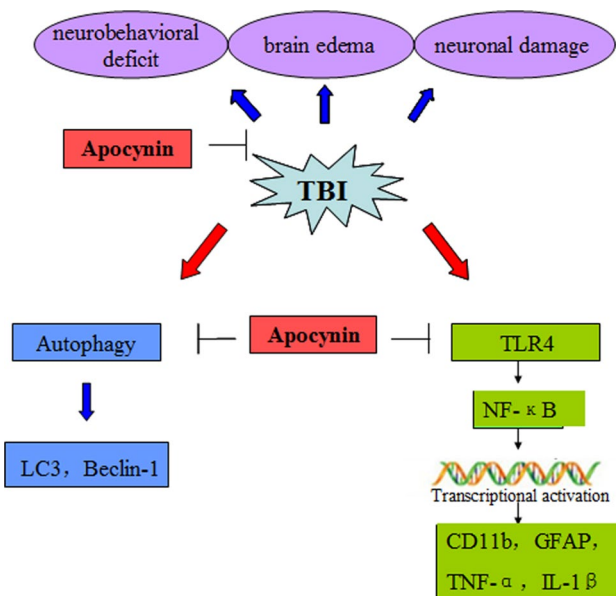 neurobehavioral
deficit
brain edema
neuronal damage
Apocynin
TBI
Autophagy
Apocynin
TLR4
LC3，Beclin-1
NF-κB
Transcriptional activation
CD11b，GFAP，
TNF-α，IL-1β